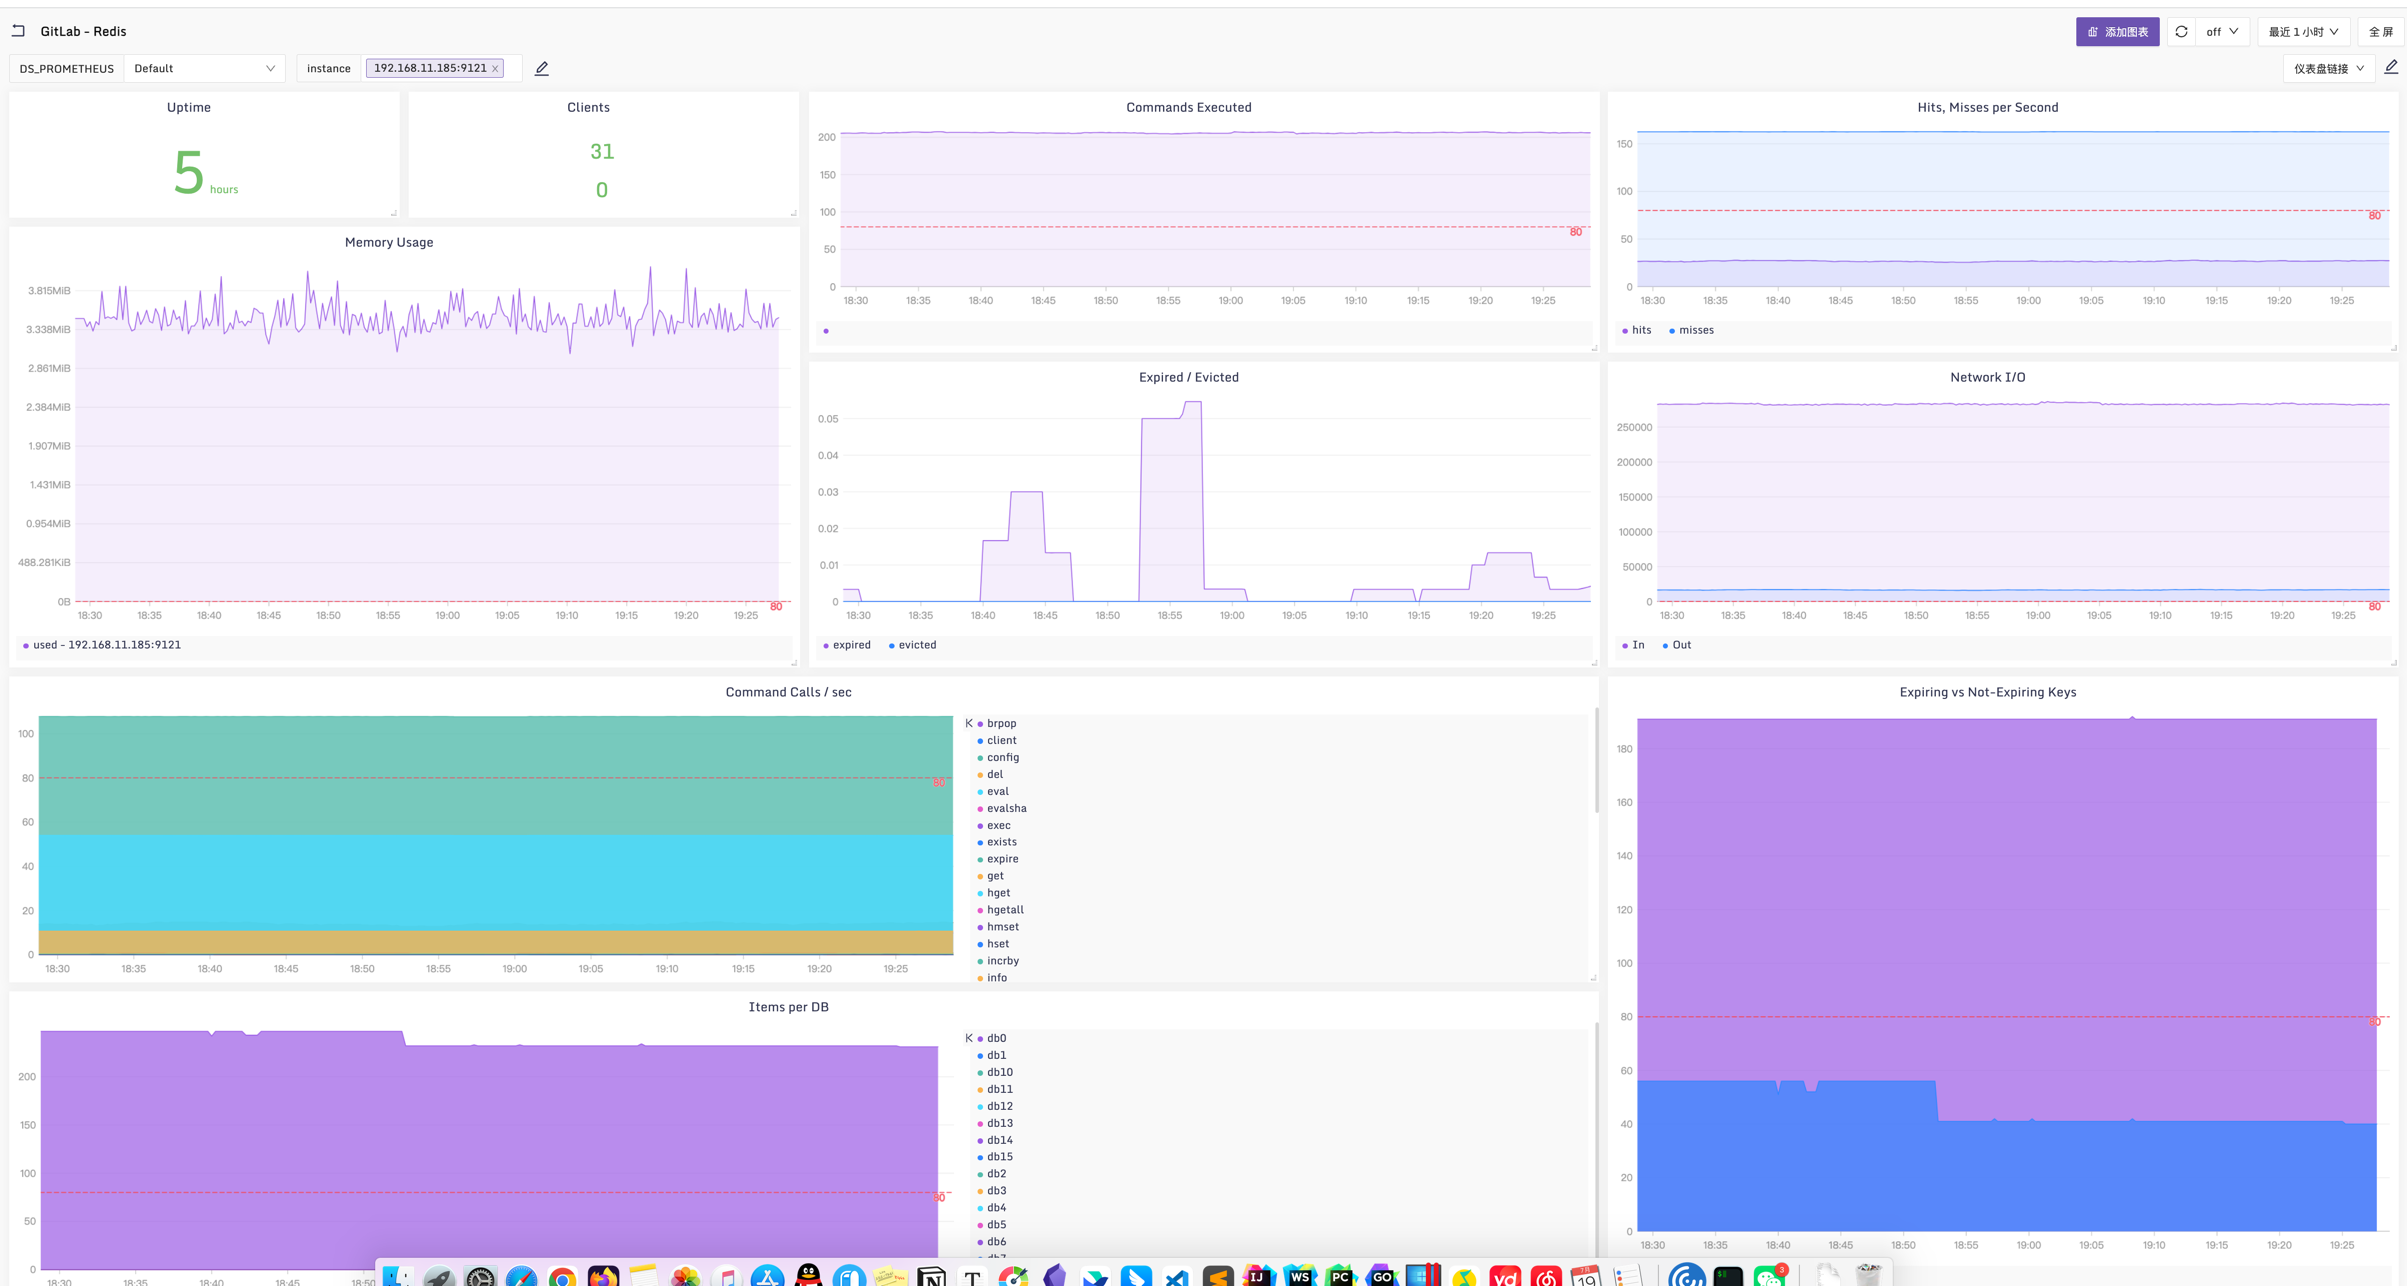 GitLab - Redis
添加图表
off
最近 1 小时
全 屏
DS_PROMETHEUS
Default
instance
192.168.11.185:9121
仪表盘链接
Uptime
5 hours
Clients
31
0
Commands Executed
200
150
100
80
50
0
18:30 18:35 18:40 18:45 18:50 18:55 19:00 19:05 19:10 19:15 19:20 19:25
Hits, Misses per Second
150
100
80
50
0
18:30 18:35 18:40 18:45 18:50 18:55 19:00 19:05 19:10 19:15 19:20 19:25
hits misses
Memory Usage
3.815MiB
3.338MiB
2.861MiB
2.384MiB
1.907MiB
1.431MiB
0.954MiB
488.281KiB
0B
80
18:30 18:35 18:40 18:45 18:50 18:55 19:00 19:05 19:10 19:15 19:20 19:25
used - 192.168.11.185:9121
Expired / Evicted
0.05
0.04
0.03
0.02
0.01
0
18:30 18:35 18:40 18:45 18:50 18:55 19:00 19:05 19:10 19:15 19:20 19:25
expired evicted
Network I/O
250000
200000
150000
100000
50000
0
80
18:30 18:35 18:40 18:45 18:50 18:55 19:00 19:05 19:10 19:15 19:20 19:25
In Out
Command Calls / sec
100
80
80
60
40
20
0
18:30 18:35 18:40 18:45 18:50 18:55 19:00 19:05 19:10 19:15 19:20 19:25
brpop
client
config
del
eval
evalsha
exec
exists
expire
get
hget
hgetall
hmset
hset
incrby
info
Expiring vs Not-Expiring Keys
180
160
140
120
100
80
80
60
40
20
0
18:30 18:35 18:40 18:45 18:50 18:55 19:00 19:05 19:10 19:15 19:20 19:25
Items per DB
200
150
100
80
50
0
18:30 18:35 18:40 18:45 18:50
db0
db1
db10
db11
db12
db13
db14
db15
db2
db3
db4
db5
db6
IJ
WS
PC
GO
yd
19
3